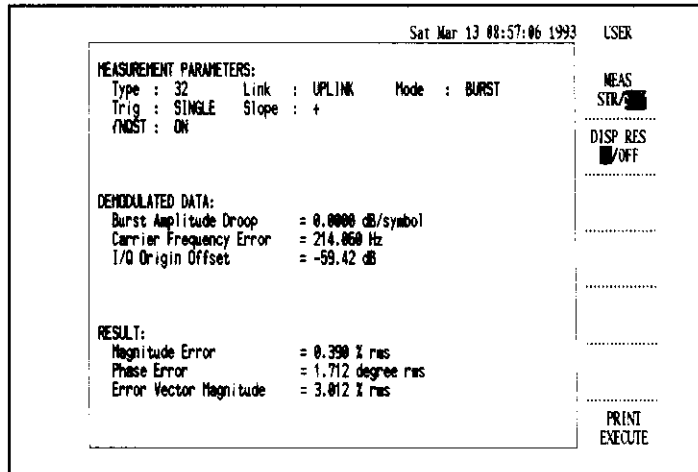 Sat Mar 13 08:57:06 1993
USER
MEASUREMENT PARAMETERS:
Type : 32 Link : UPLINK Mode : BURST
Trig : SINGLE Slope : +
√NQST : ON
MEAS
STR/
DISP RES
/OFF
DEMODULATED DATA:
Burst Amplitude Droop = 0.0000 dB/symbol
Carrier Frequency Error = 214.060 Hz
I/Q Origin Offset = -59.42 dB
RESULT:
Magnitude Error = 0.390 % rms
Phase Error = 1.712 degree rms
Error Vector Magnitude = 3.012 % rms
PRINT
EXECUTE